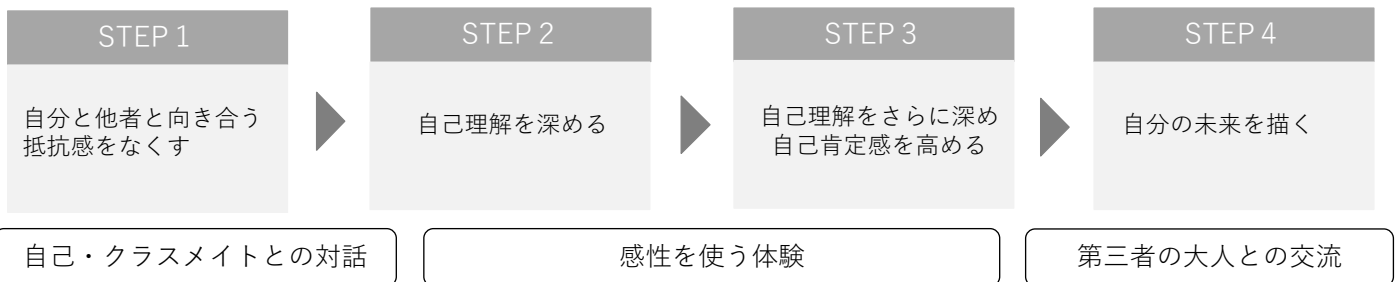 STEP 1
自分と他者と向き合う
抵抗感をなくす
STEP 2
自己理解を深める
STEP 3
自己理解をさらに深め
自己肯定感を高める
STEP 4
自分の未来を描く
自己・クラスメイトとの対話
感性を使う体験
第三者の大人との交流